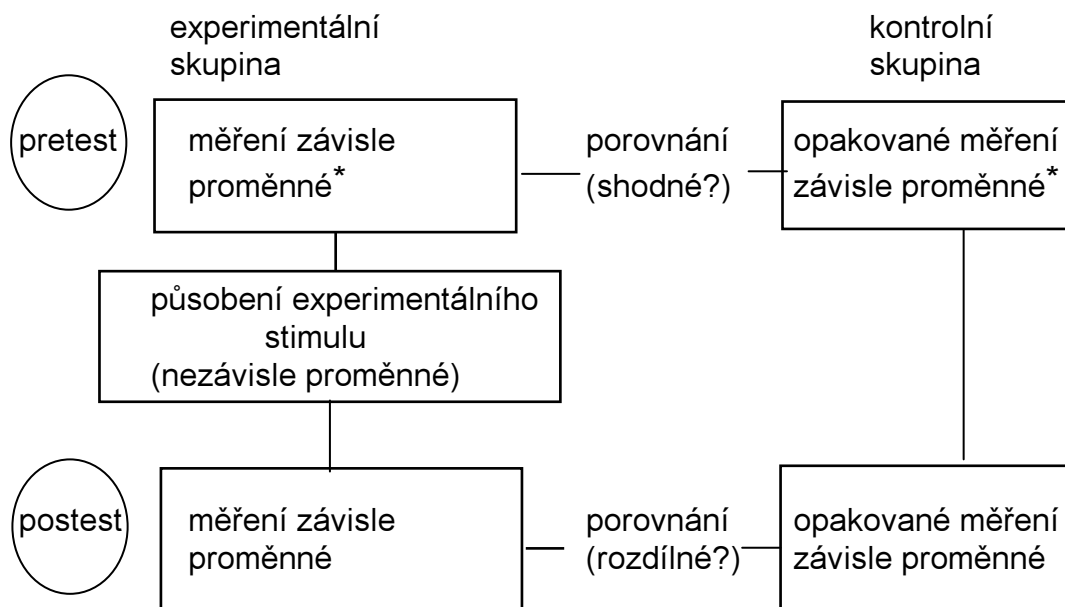 experimentální
skupina
kontrolní
skupina
pretest
měření závisle
proměnné*
porovnání
(shodné?)
opakované měření
závisle proměnné*
působení experimentálního
stimulu
(nezávisle proměnné)
postest
měření závisle
proměnné
porovnání
(rozdílné?)
opakované měření
závisle proměnné